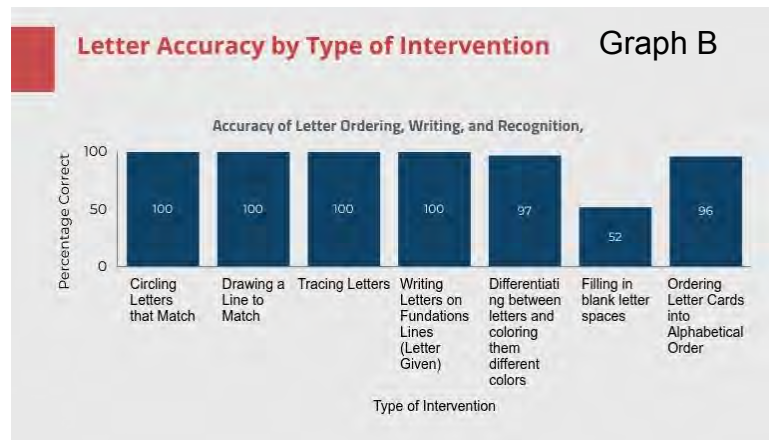 Letter Accuracy by Type of Intervention
Graph B
Accuracy of Letter Ordering, Writing, and Recognition,
Percentage Correct
100
50
0
100
100
100
100
97
52
96
Circling
Letters
that Match
Drawing a
Line to
Match
Tracing Letters
Writing
Letters on
Fundations
Lines
(Letter
Given)
Differentiati
ng between
letters and
coloring
them
different
colors
Filling in
blank letter
spaces
Ordering
Letter Cards
into
Alphabetical
Order
Type of Intervention